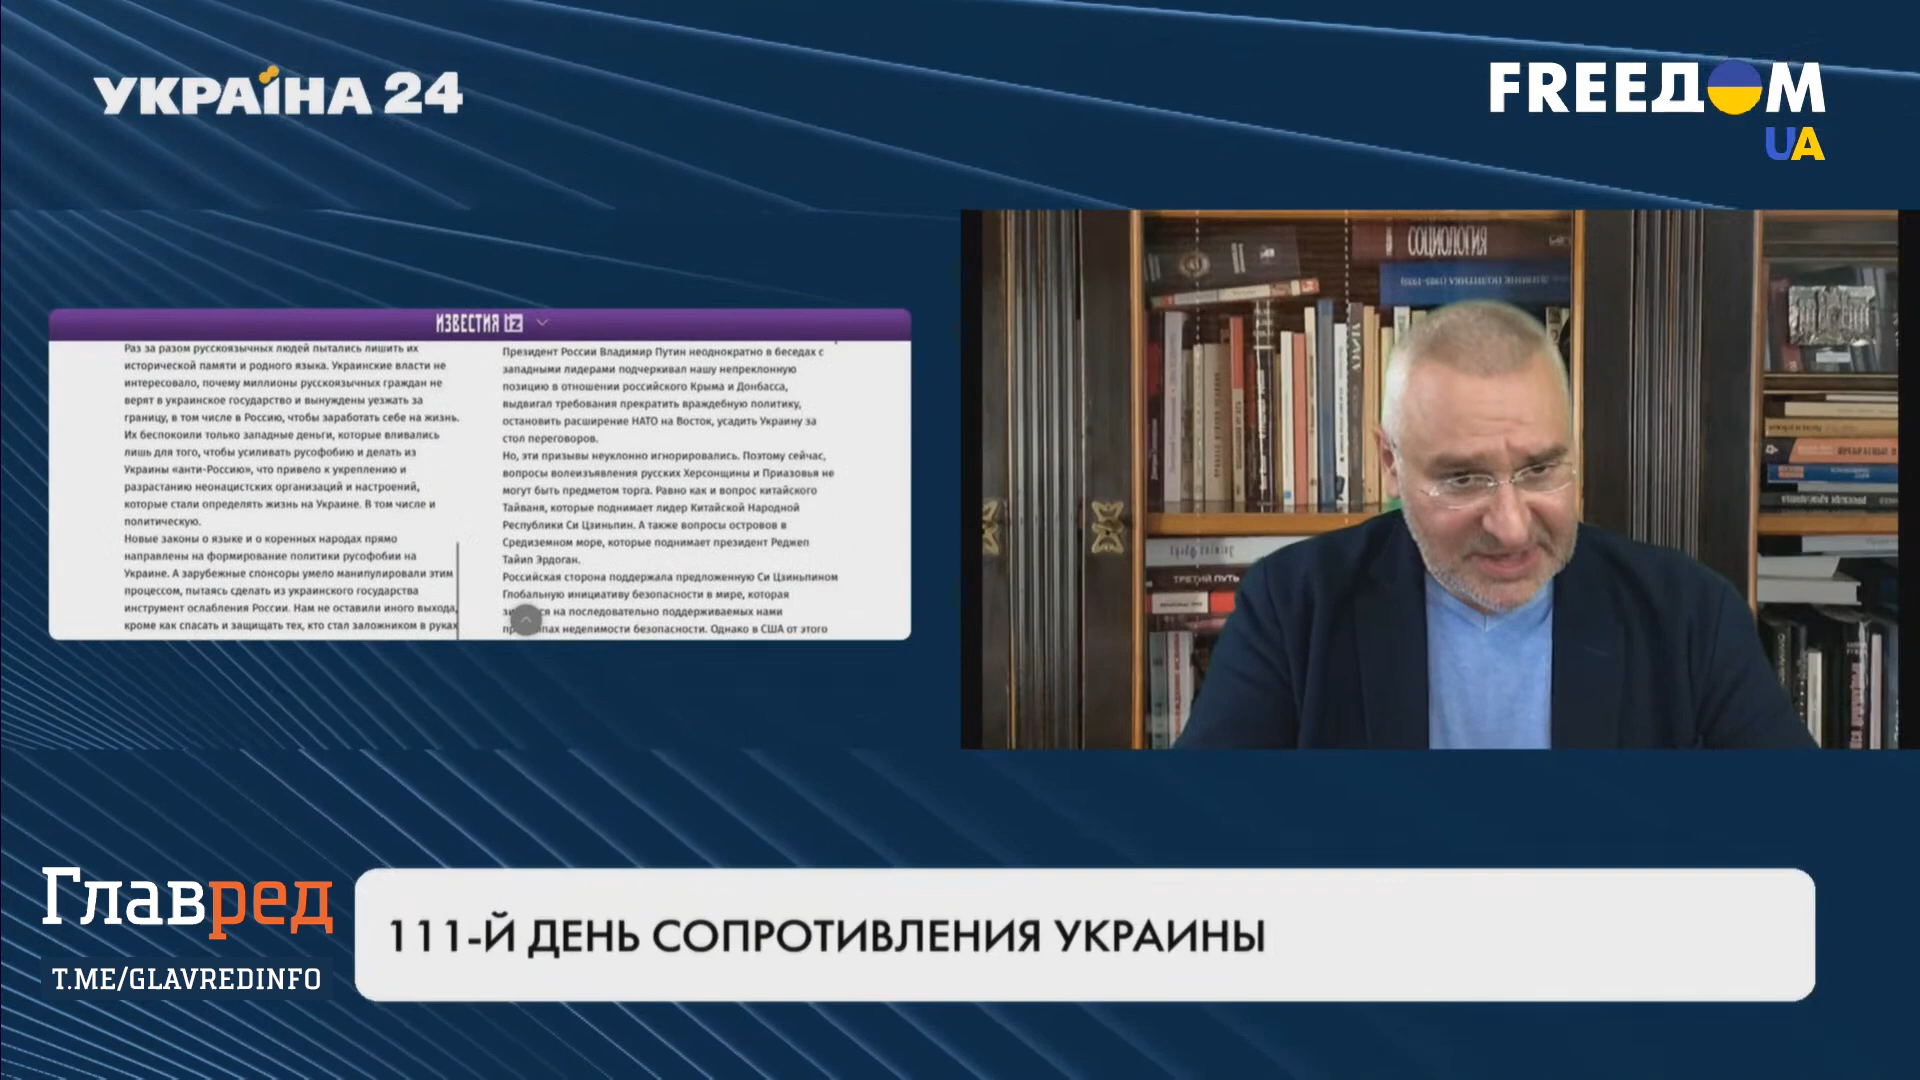 УКРАЇНА 24
FREEДOM
UA
ИЗВЕСТИЯ IZ
Раз за разом русскоязычных людей пытались лишить их
исторической памяти и родного языка. Украинские власти не
интересовало, почему миллионы русскоязычных граждан не
верят в украинское государство и вынуждены уезжать за
границу, в том числе в Россию, чтобы заработать себе на жизнь.
Их беспокоили только западные деньги, которые вливались
лишь для того, чтобы усиливать русофобию и делать из
Украины «анти-Россию», что привело к укреплению и
разрастанию неонацистских организаций и настроений,
которые стали определять жизнь на Украине. В том числе и
политическую.
Новые законы о языке и о коренных народах прямо
направлены на формирование политики русофобии на
Украине. А зарубежные спонсоры умело манипулировали этим
процессом, пытаясь сделать из украинского государства
инструмент ослабления России. Нам не оставили иного выхода,
кроме как спасать и защищать тех, кто стал заложником в руках
Президент России Владимир Путин неоднократно в беседах с
западными лидерами подчеркивал нашу непреклонную
позицию в отношении российского Крыма и Донбасса,
выдвигал требования прекратить враждебную политику,
остановить расширение НАТО на Восток, усадить Украину за
стол переговоров.
Но, эти призывы неуклонно игнорировались. Поэтому сейчас,
вопросы волеизъявления русских Херсонщины и Приазовья не
могут быть предметом торга. Равно как и вопрос китайского
Тайваня, которые поднимает лидер Китайской Народной
Республики Си Цзиньпин. А также вопросы островов в
Средиземном море, которые поднимает президент Реджеп
Тайип Эрдоган.
Российская сторона поддержала предложенную Си Цзиньпином
Глобальную инициативу безопасности в мире, которая
на последовательно поддерживаемых нами
неделимости безопасности. Однако в США от этого
СОЦИОЛОГИЯ
ТРЕТИЙ ПУТЬ
Главред
T.ME/GLAVREDINFO
111-Й ДЕНЬ СОПРОТИВЛЕНИЯ УКРАИНЫ